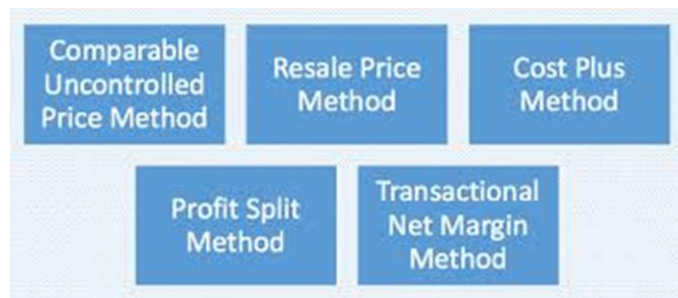 Comparable
Uncontrolled
Price Method
Resale Price
Method
Cost Plus
Method
Profit Split
Method
Transactional
Net Margin
Method